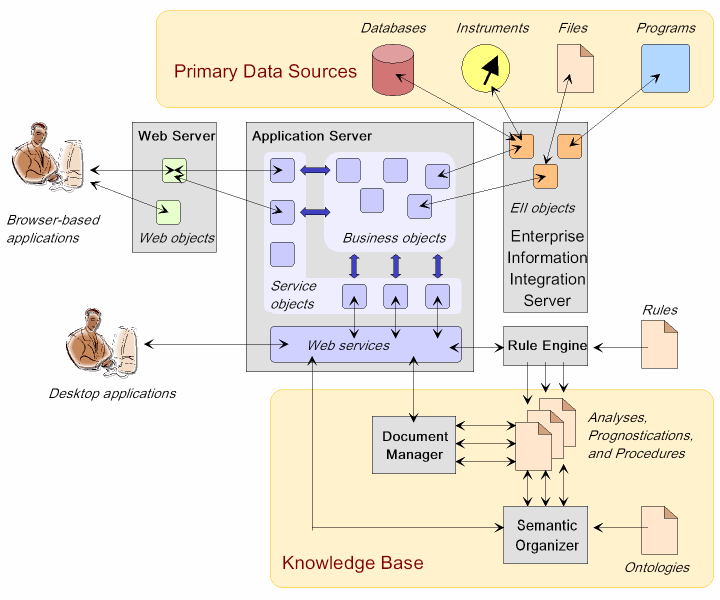 Databases
Instruments
Files
Programs
Primary Data Sources
Web Server
Application Server
Browser-based
applications
Web objects
Business objects
EII objects
Enterprise
Information
Integration
Server
Service
objects
Web services
Rule Engine
Rules
Desktop applications
Document
Manager
Analyses,
Prognostications,
and Procedures
Semantic
Organizer
Knowledge Base
Ontologies